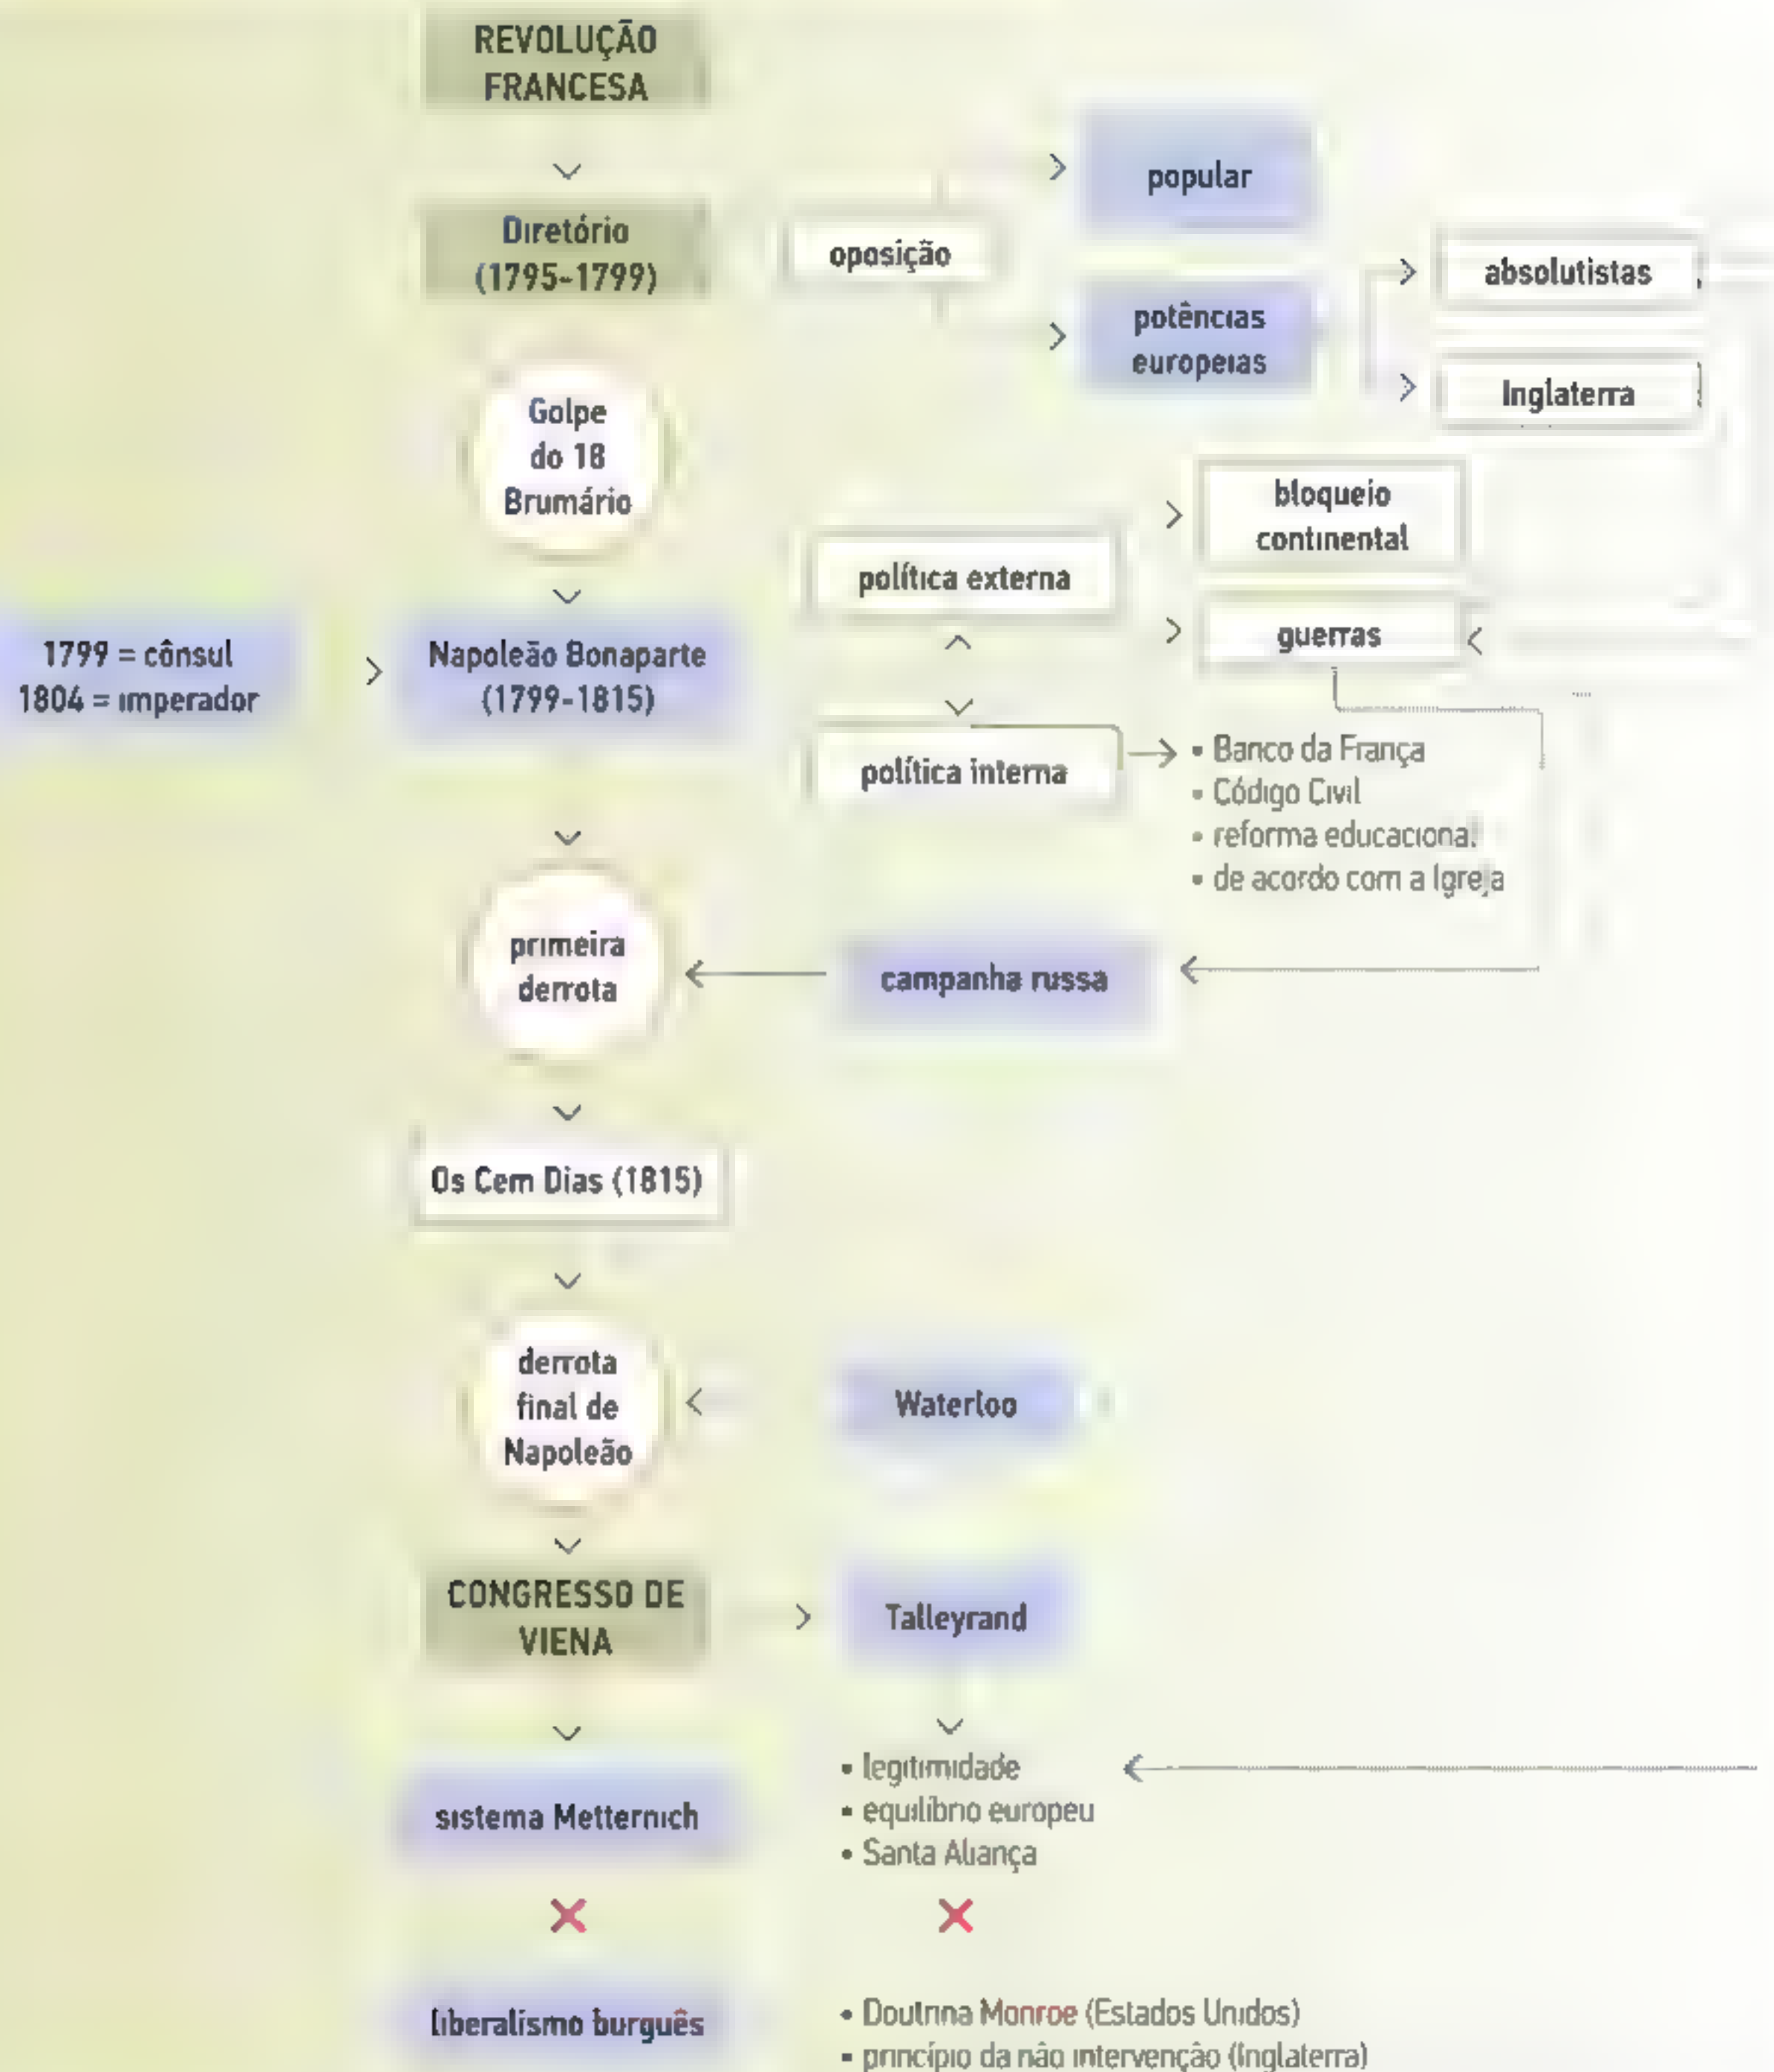 REVOLUÇÃO
FRANCESA
Diretório
(1795-1799)
oposição
popular
potências
europeias
absolutistas
Inglaterra
Golpe
do 18
Brumário
1799 = cônsul
1804 = imperador
Napoleão Bonaparte
(1799-1815)
política externa
bloqueio
continental
guerras
política interna
• Banco da França
• Código Civil
• reforma educacional
• de acordo com a Igreja
primeira
derrota
campanha russa
Os Cem Dias (1815)
derrota
final de
Napoleão
Waterloo
CONGRESSO DE
VIENA
Talleyrand
sistema Metternich
• legitimidade
• equilíbrio europeu
• Santa Aliança
liberalismo burguês
• Doutrina Monroe (Estados Unidos)
• princípio da não intervenção (Inglaterra)